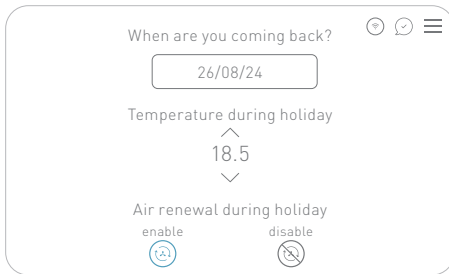 When are you coming back?
26/08/24
Temperature during holiday
18.5
Air renewal during holiday
enable disable